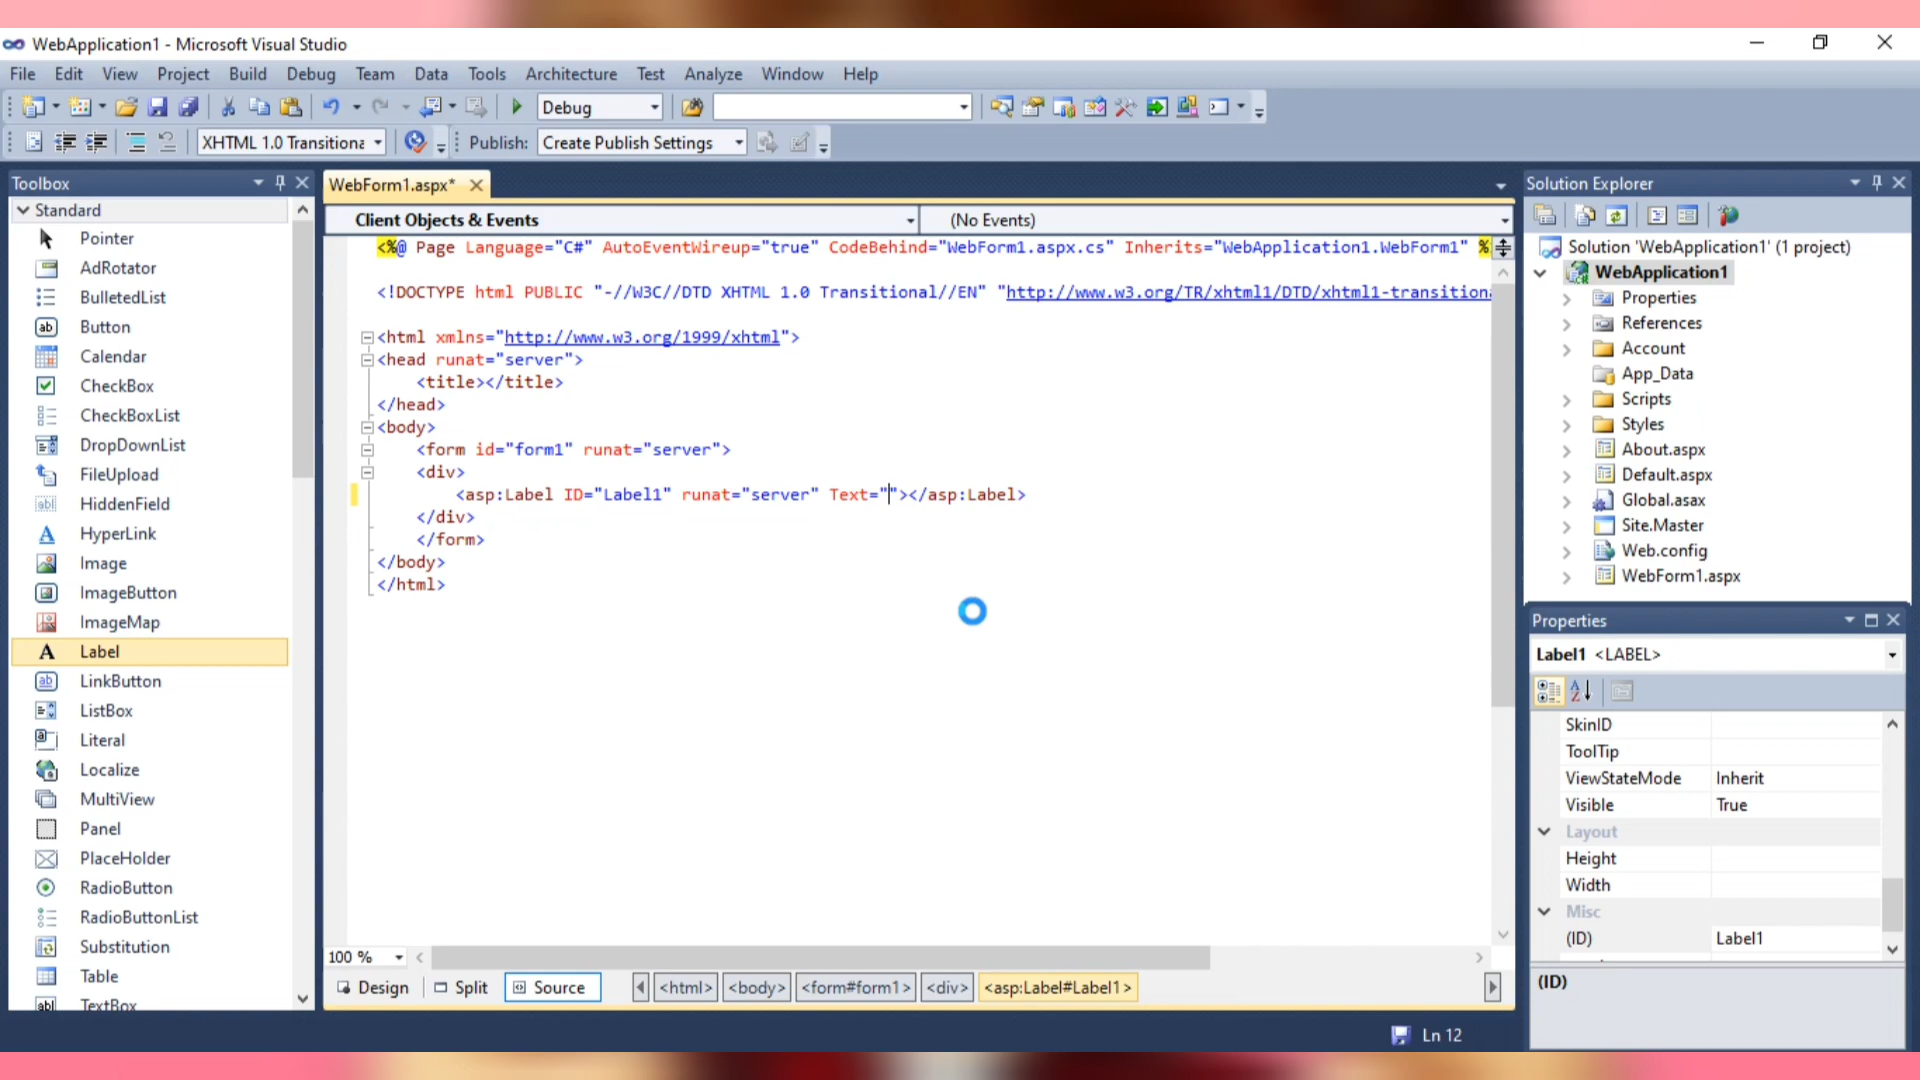 WebApplication1 - Microsoft Visual Studio
File Edit View Project Build Debug Team Data Tools Architecture Test Analyze Window Help
Debug
XHTML 1.0 Transitiona Publish: Create Publish Settings
Toolbox
Standard
Pointer
AdRotator
BulletedList
Button
Calendar
CheckBox
CheckBoxList
DropDownList
FileUpload
HiddenField
HyperLink
Image
ImageButton
ImageMap
Label
LinkButton
ListBox
Literal
Localize
MultiView
Panel
PlaceHolder
RadioButton
RadioButtonList
Substitution
Table
TextBox
WebForm1.aspx*
Client Objects & Events (No Events)
<%@ Page Language="C#" AutoEventWireup="true" CodeBehind="WebForm1.aspx.cs" Inherits="WebApplication1.WebForm1" %
<!DOCTYPE html PUBLIC "-//W3C//DTD XHTML 1.0 Transitional//EN" "http://www.w3.org/TR/xhtml1/DTD/xhtml1-transition
<html xmlns="http://www.w3.org/1999/xhtml">
<head runat="server">
<title></title>
</head>
<body>
<form id="form1" runat="server">
<div>
<asp:Label ID="Label1" runat="server" Text=""></asp:Label>
</div>
</form>
</body>
</html>
100 %
Design Split Source <html> <body> <form#form1> <div> <asp:Label#Label1>
Ln 12
Solution Explorer
Solution 'WebApplication1' (1 project)
WebApplication1
Properties
References
Account
App_Data
Scripts
Styles
About.aspx
Default.aspx
Global.asax
Site.Master
Web.config
WebForm1.aspx
Properties
Label1 <LABEL>
SkinID
ToolTip
ViewStateMode Inherit
Visible True
Layout
Height
Width
Misc
(ID) Label1
(ID)